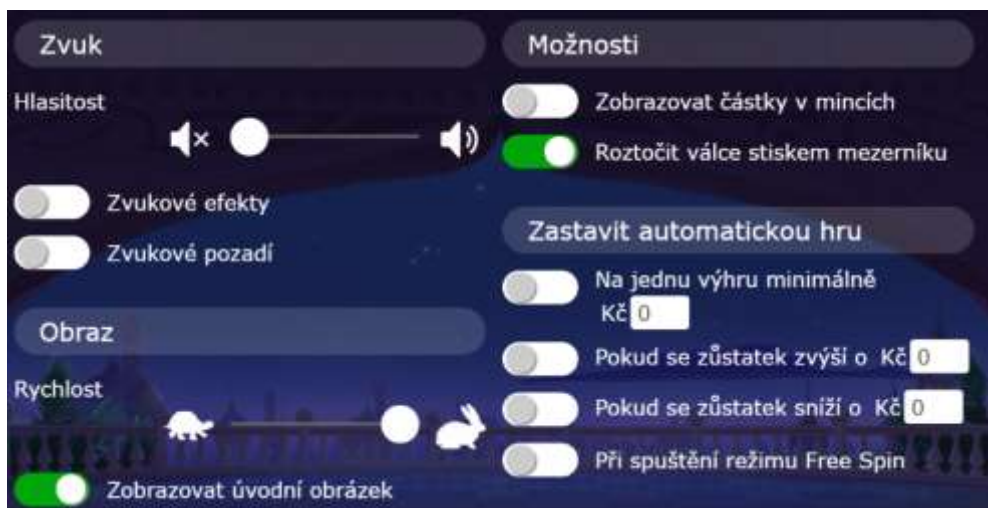 Zvuk
Hlasitost
Zvukové efekty
Zvukové pozadí
Obraz
Rychlost
Zobrazovat úvodní obrázek
Možnosti
Zobrazovat částky v mincích
Roztočit válce stiskem mezerníku
Zastavit automatickou hru
Na jednu výhru minimálně
Kč 0
Pokud se zůstatek zvýší o Kč 0
Pokud se zůstatek sníží o Kč 0
Při spuštění režimu Free Spin